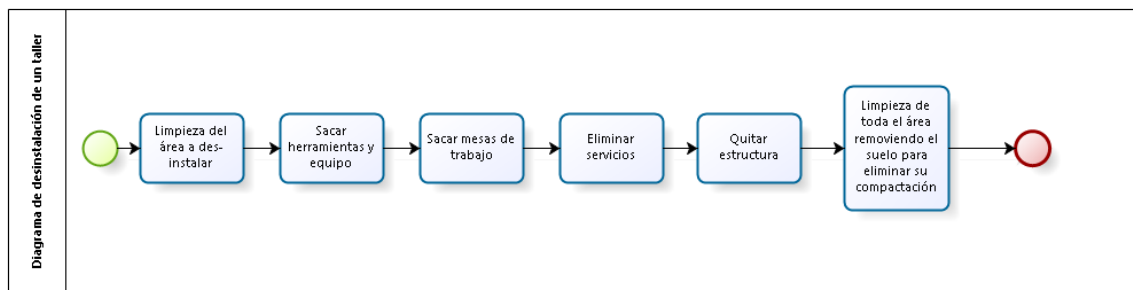 Diagrama de desinstalación de un taller
Limpieza del
área a des-
instalar
Sacar
herramientas y
equipo
Sacar mesas de
trabajo
Eliminar
servicios
Quitar
estructura
Limpieza de
toda el área
removiendo el
suelo para
eliminar su
compactación